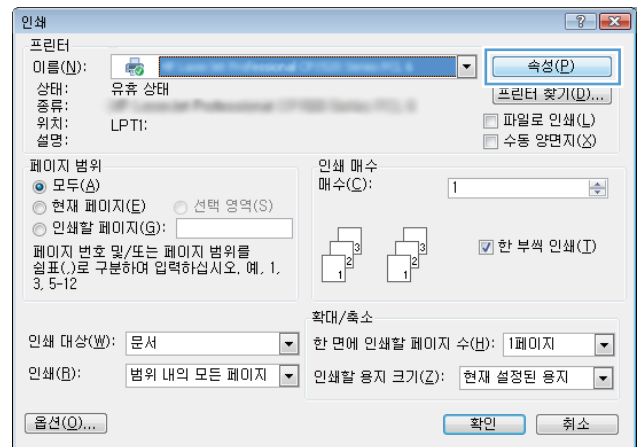 인쇄
프린터
이름(N):
속성(P)
상태: 유휴 상태
프린터 찾기(D)...
종류:
위치: LPT1:
파일로 인쇄(L)
설명:
수동 양면지(X)
페이지 범위
모두(A)
현재 페이지(E) 선택 영역(S)
인쇄할 페이지(G):
페이지 번호 및/또는 페이지 범위를
쉼표(,)로 구분하여 입력하십시오. 예, 1,
3, 5-12
인쇄 매수
매수(C): 1
3 3
2 2
1 1
한 부씩 인쇄(T)
인쇄 대상(W): 문서
인쇄(R): 범위 내의 모든 페이지
확대/축소
한 면에 인쇄할 페이지 수(H): 1페이지
인쇄할 용지 크기(Z): 현재 설정된 용지
옵션(O)...
확인 취소